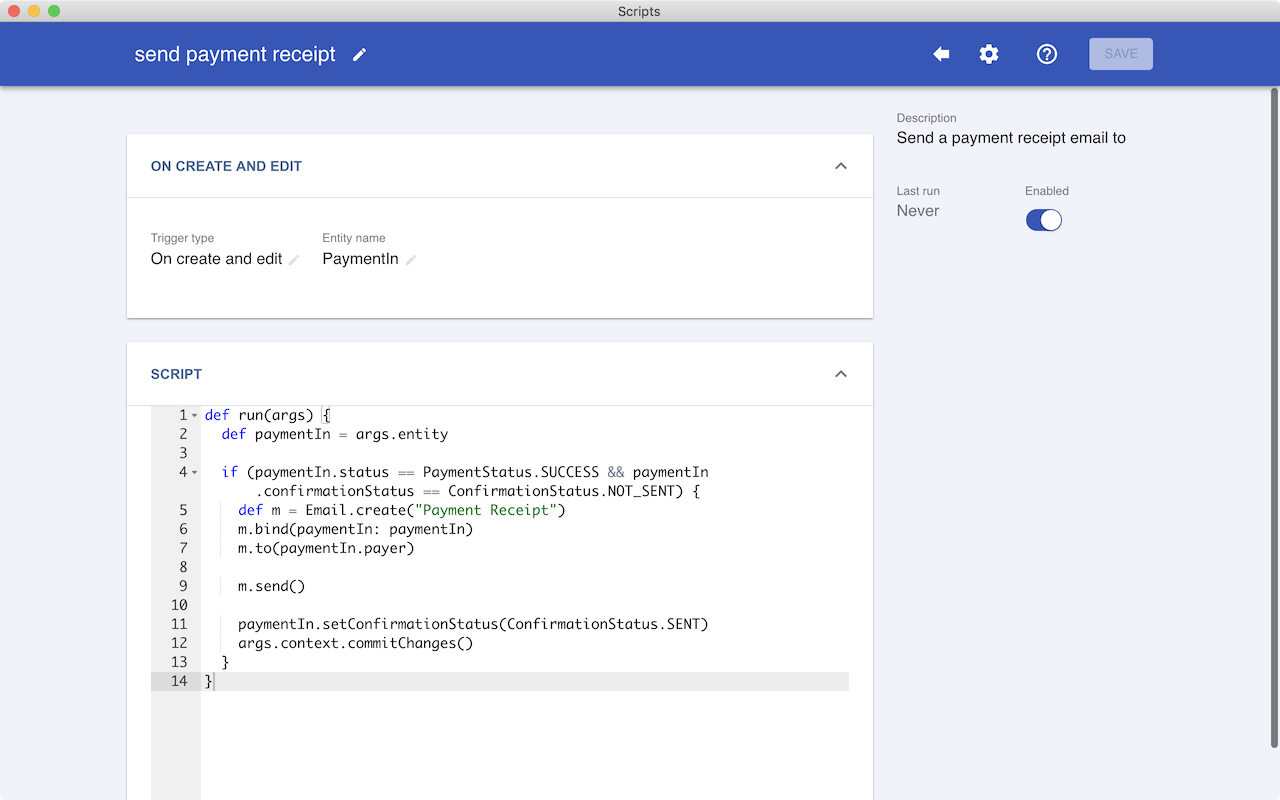 Scripts
send payment receipt
SAVE
ON CREATE AND EDIT
Trigger type
On create and edit
Entity name
PaymentIn
Description
Send a payment receipt email to
Last run
Never
Enabled
SCRIPT
1 def run(args) {
2 def paymentIn = args.entity
3
4 if (paymentIn.status == PaymentStatus.SUCCESS && paymentIn
.confirmationStatus == ConfirmationStatus.NOT_SENT) {
5 def m = Email.create("Payment Receipt")
6 m.bind(paymentIn: paymentIn)
7 m.to(paymentIn.payer)
8
9 m.send()
10
11 paymentIn.setConfirmationStatus(ConfirmationStatus.SENT)
12 args.context.commitChanges()
13 }
14 }